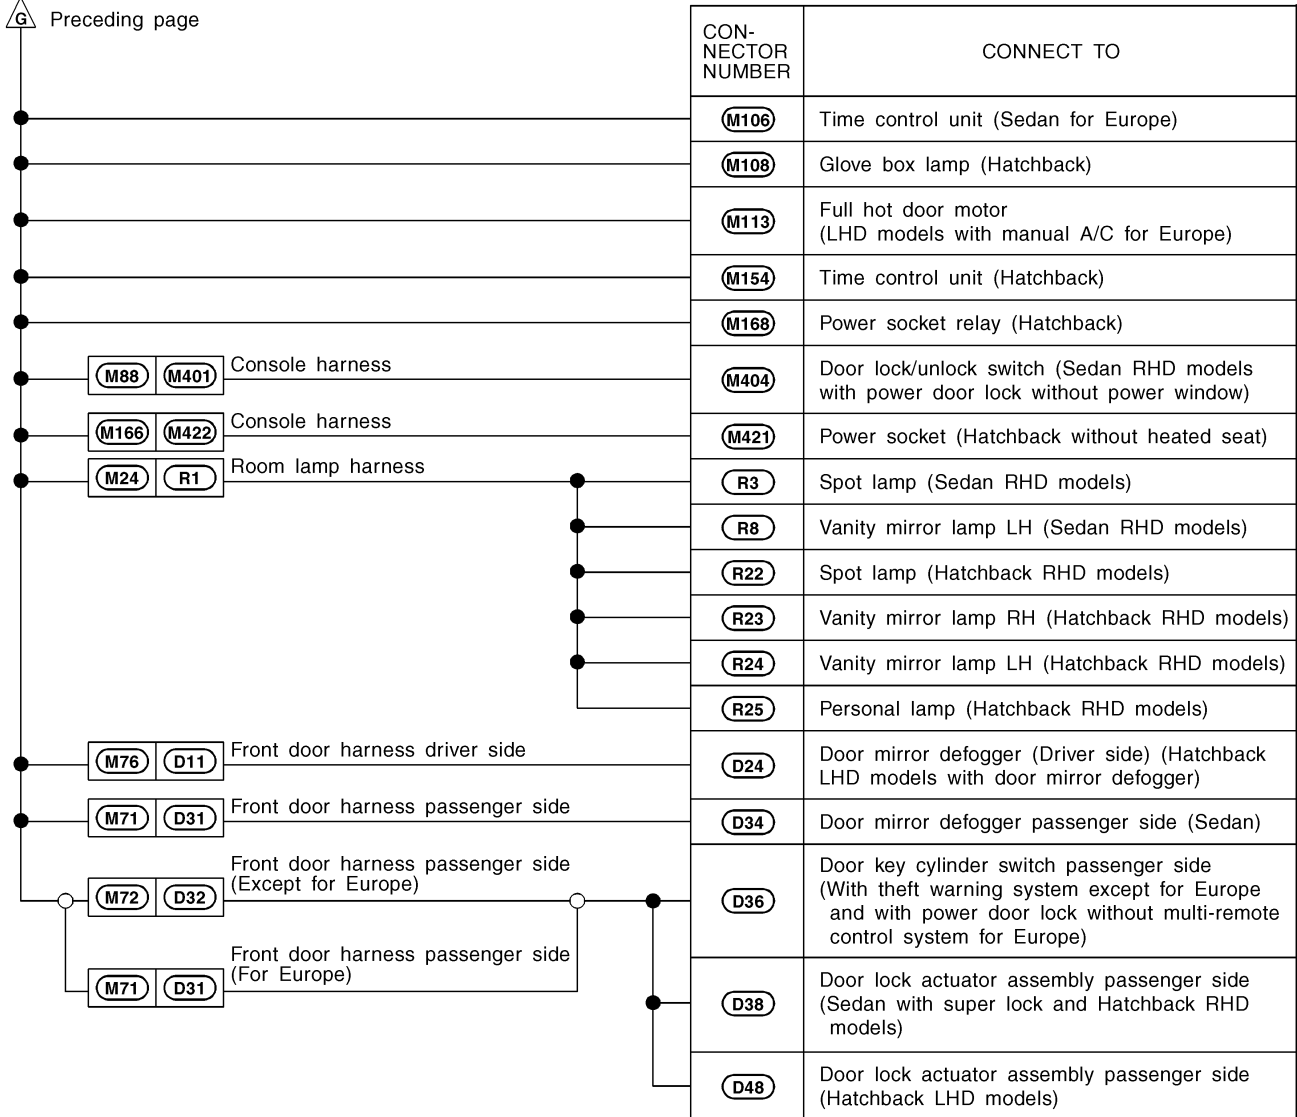 G Preceding page
CON-
NECTOR
NUMBER
CONNECT TO
M106 Time control unit (Sedan for Europe)
M108 Glove box lamp (Hatchback)
M113 Full hot door motor
(LHD models with manual A/C for Europe)
M154 Time control unit (Hatchback)
M168 Power socket relay (Hatchback)
M88 M401 Console harness
M404 Door lock/unlock switch (Sedan RHD models
with power door lock without power window)
M166 M422 Console harness
M421 Power socket (Hatchback without heated seat)
M24 R1 Room lamp harness
R3 Spot lamp (Sedan RHD models)
R8 Vanity mirror lamp LH (Sedan RHD models)
R22 Spot lamp (Hatchback RHD models)
R23 Vanity mirror lamp RH (Hatchback RHD models)
R24 Vanity mirror lamp LH (Hatchback RHD models)
R25 Personal lamp (Hatchback RHD models)
M76 D11 Front door harness driver side
D24 Door mirror defogger (Driver side) (Hatchback
LHD models with door mirror defogger)
M71 D31 Front door harness passenger side
D34 Door mirror defogger passenger side (Sedan)
M72 D32 Front door harness passenger side
(Except for Europe)
D36 Door key cylinder switch passenger side
(With theft warning system except for Europe
and with power door lock without multi-remote
control system for Europe)
M71 D31 Front door harness passenger side
(For Europe)
D38 Door lock actuator assembly passenger side
(Sedan with super lock and Hatchback RHD
models)
D48 Door lock actuator assembly passenger side
(Hatchback LHD models)